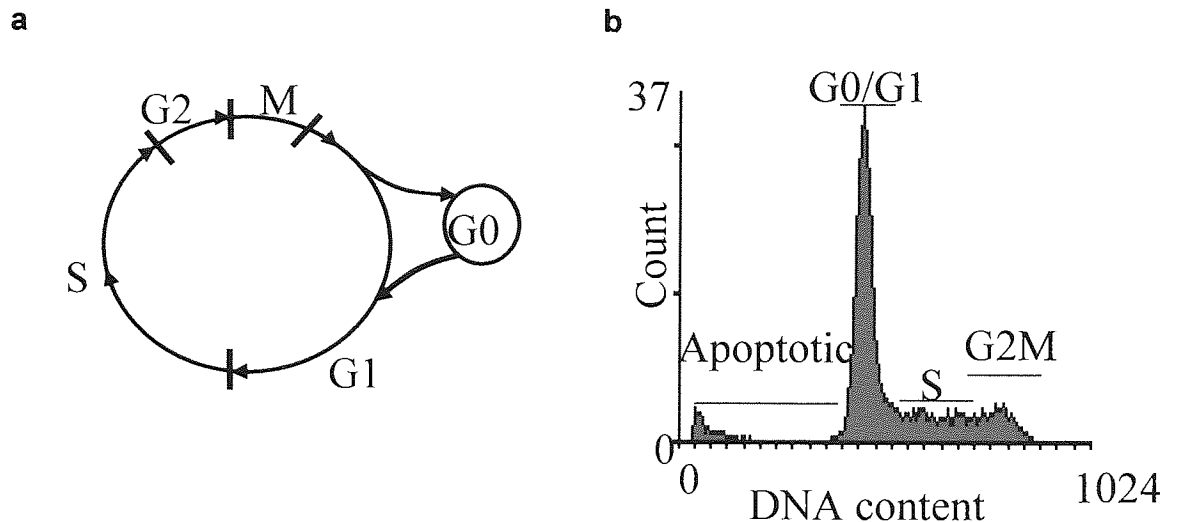 a
G2
M
G0
S
G1
b
37
G0/G1
Count
Apoptotic
S
G2M
0
0
1024
DNA content